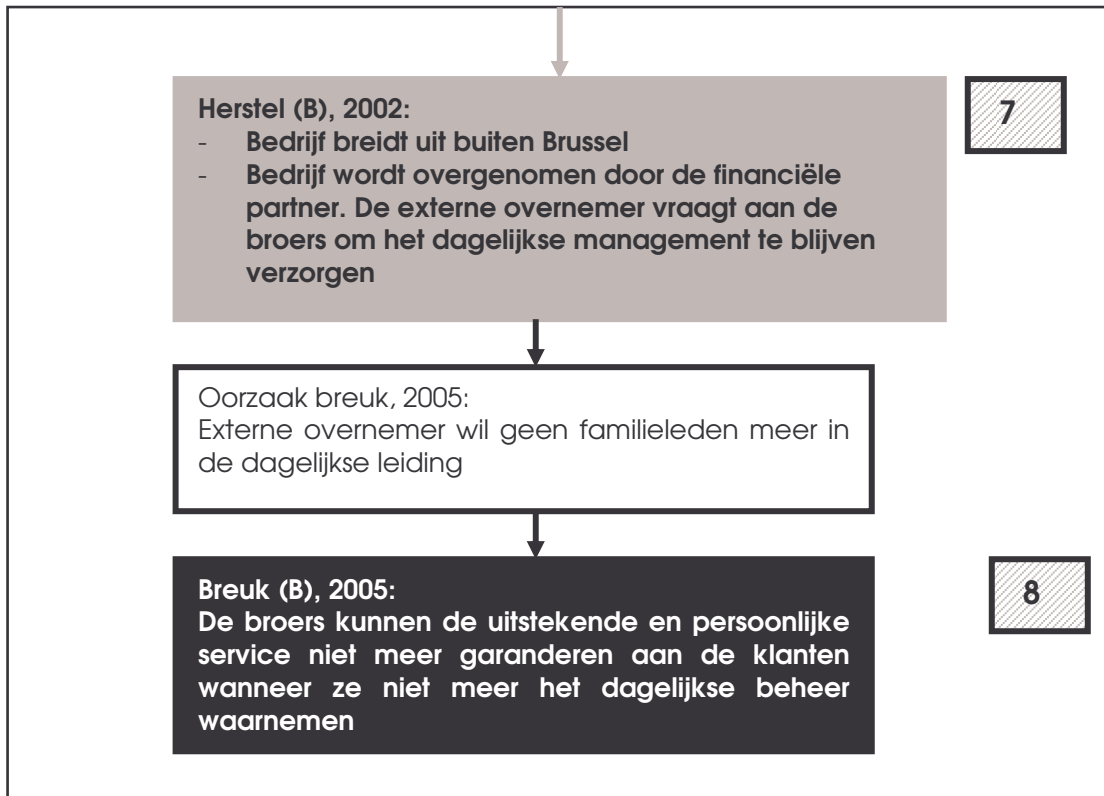 Herstel (B), 2002:
7
- Bedrijf breidt uit buiten Brussel
- Bedrijf wordt overgenomen door de financiële
partner. De externe overnemer vraagt aan de
broers om het dagelijkse management te blijven
verzorgen
Oorzaak breuk, 2005:
Externe overnemer wil geen familieleden meer in
de dagelijkse leiding
Breuk (B), 2005:
8
De broers kunnen de uitstekende en persoonlijke
service niet meer garanderen aan de klanten
wanneer ze niet meer het dagelijkse beheer
waarnemen